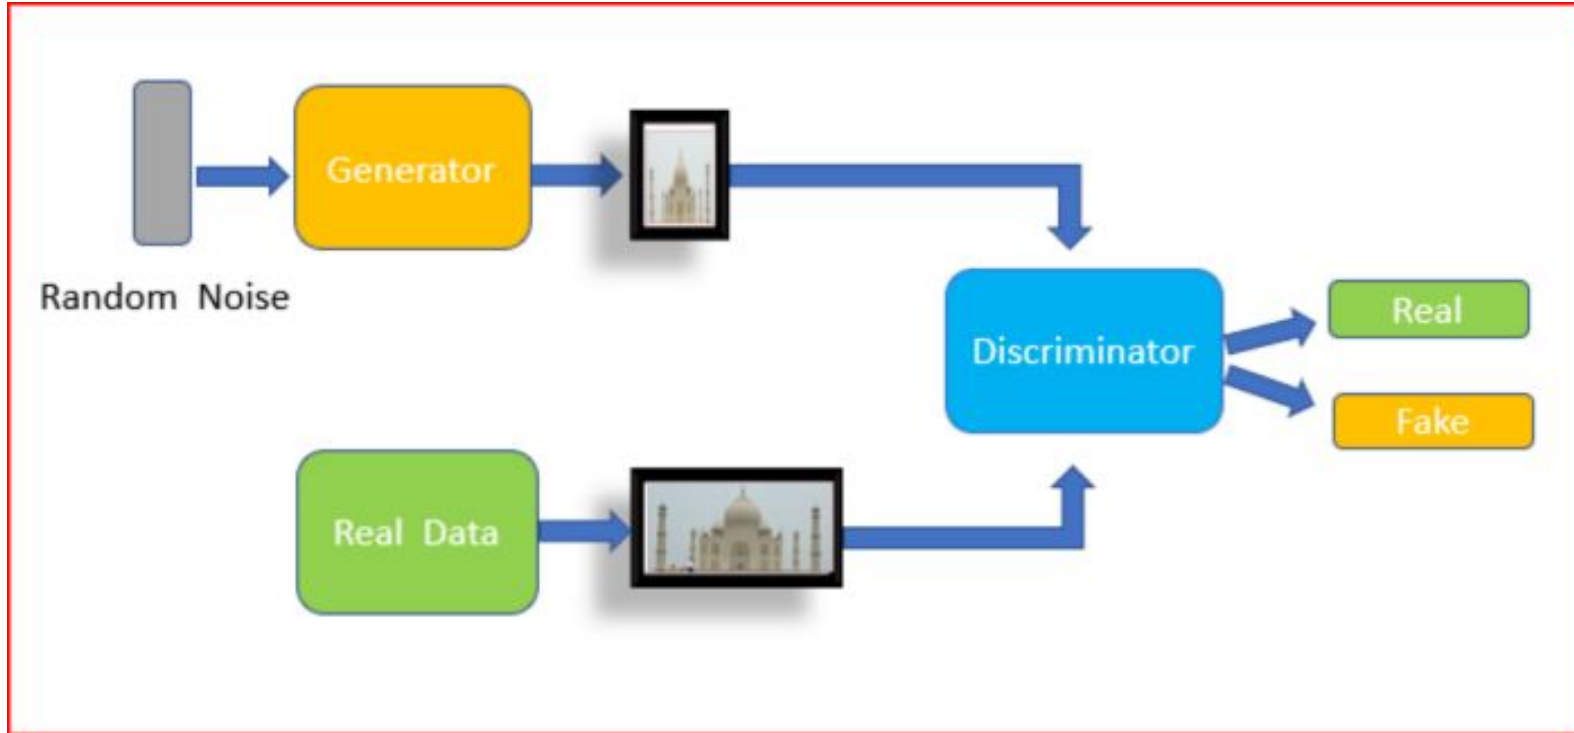 Generator
Random Noise
Discriminator
Real
Fake
Real Data